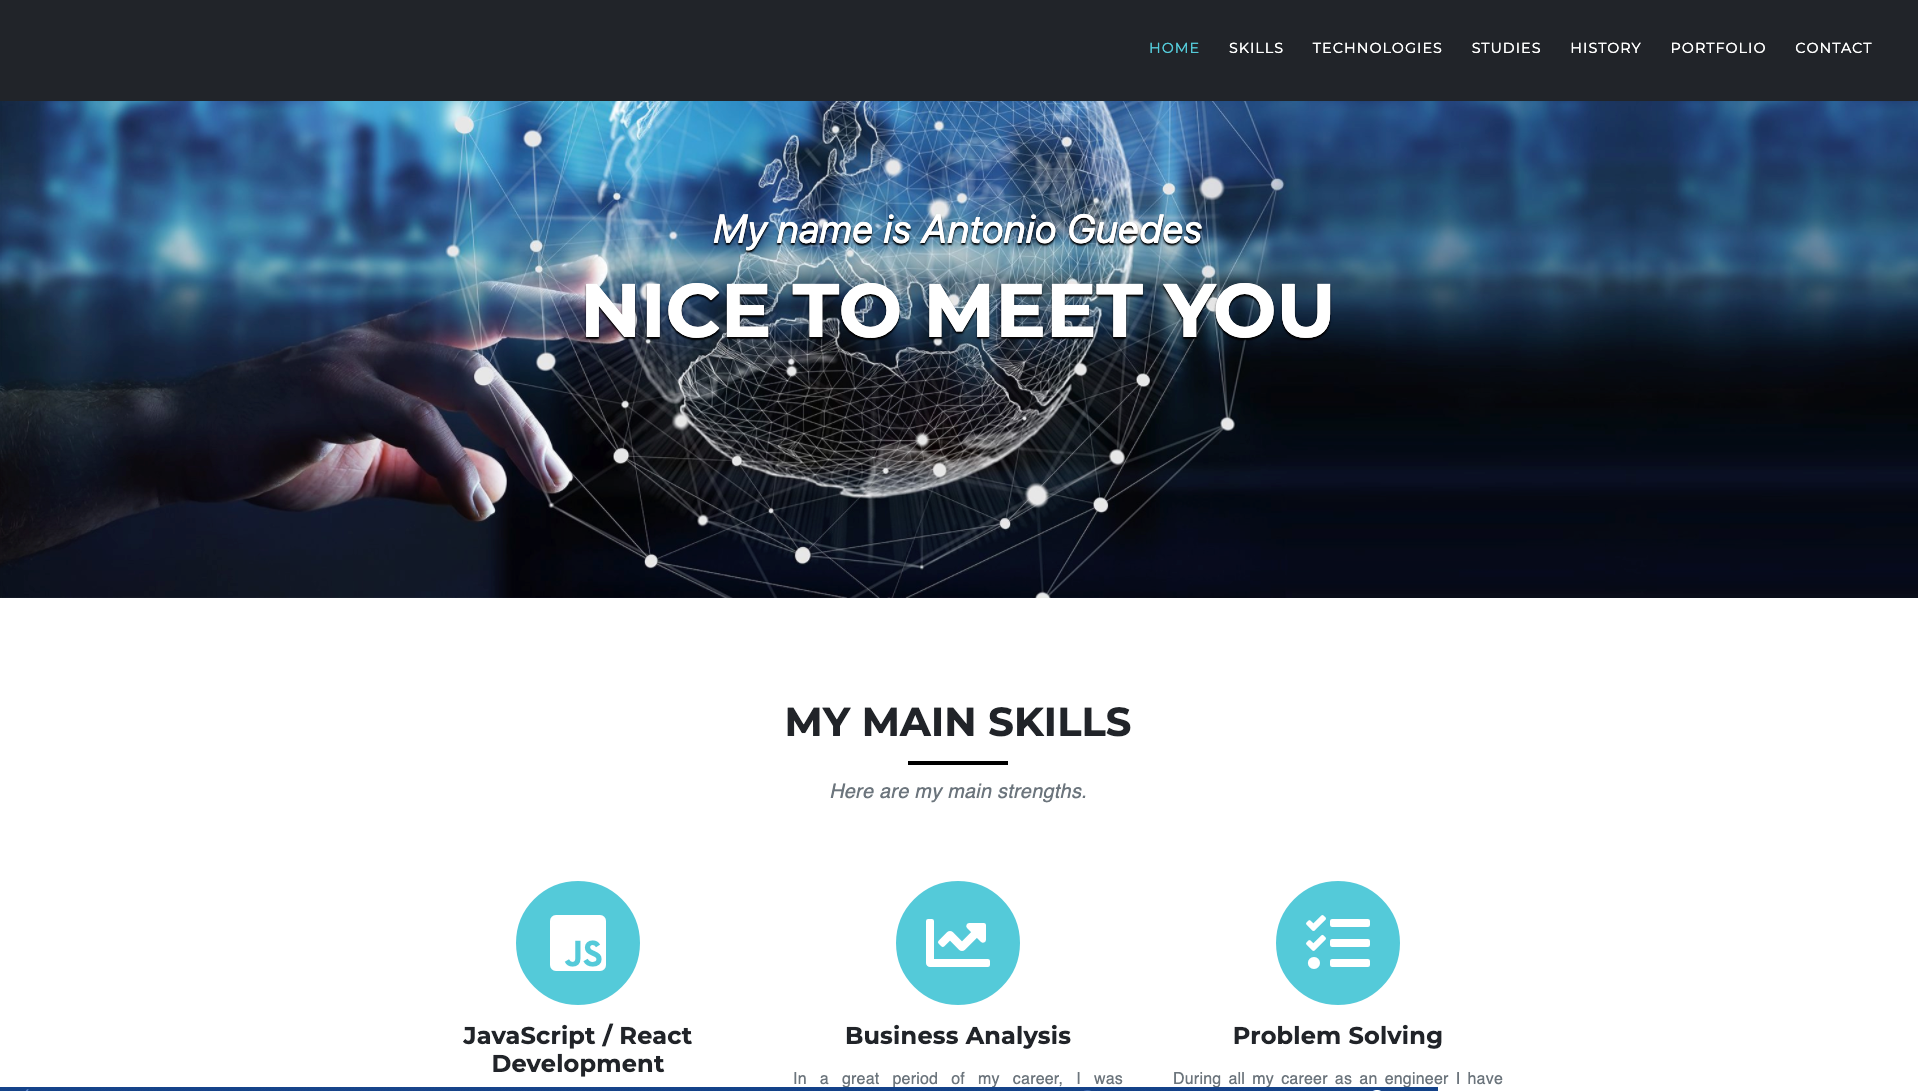 HOME SKILLS TECHNOLOGIES STUDIES HISTORY PORTFOLIO CONTACT
My name is Antonio Guedes
NICE TO MEET YOU
MY MAIN SKILLS
Here are my main strengths.
JS
JavaScript / React
Development
Business Analysis
Problem Solving
In a great period of my career, I was
During all my career as an engineer I have